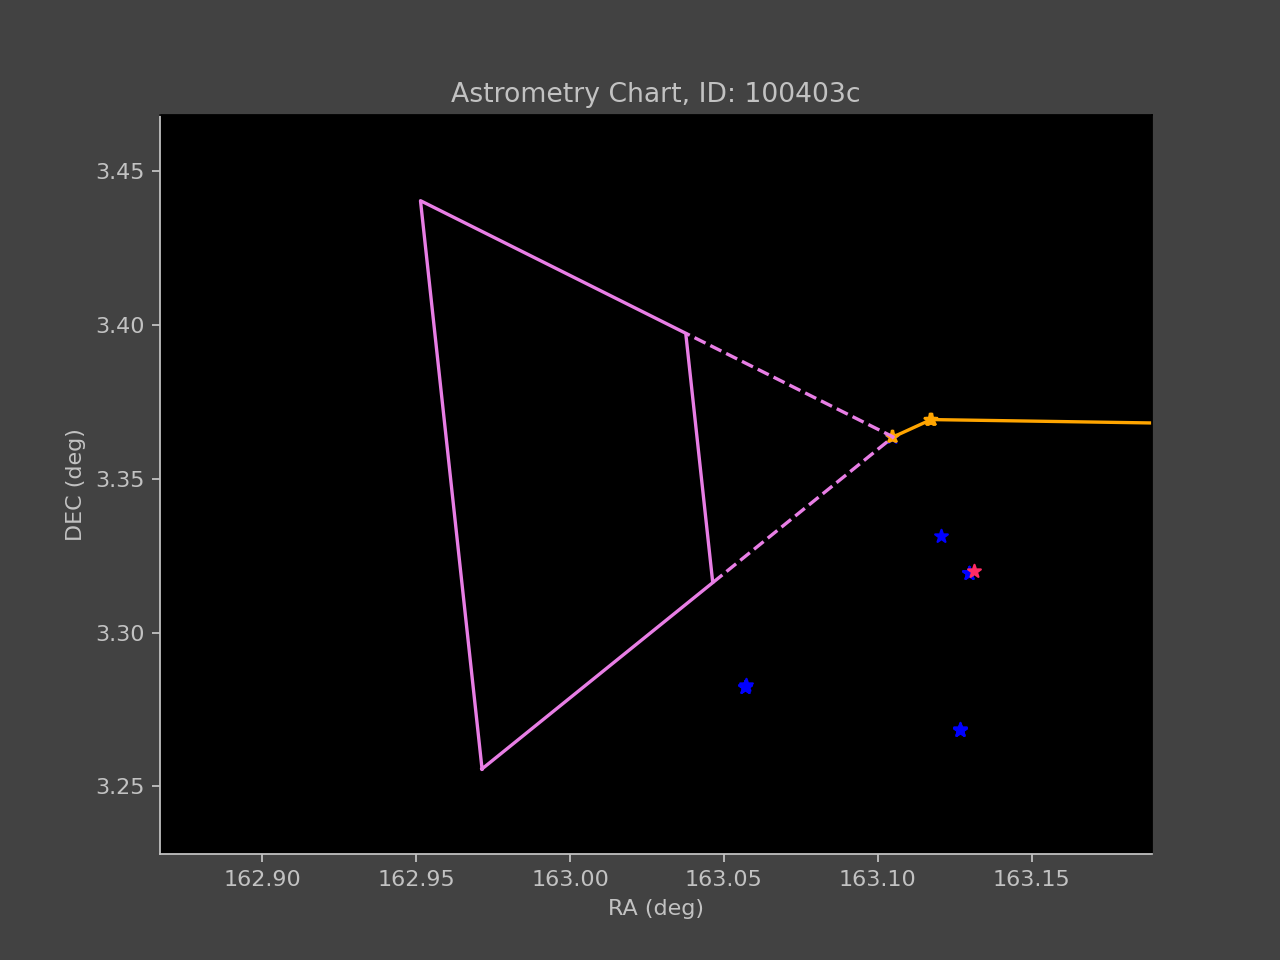 Astrometry Chart, ID: 100403c
3.45
3.40
3.35
3.30
3.25
DEC (deg)
162.90 162.95 163.00 163.05 163.10 163.15
RA (deg)